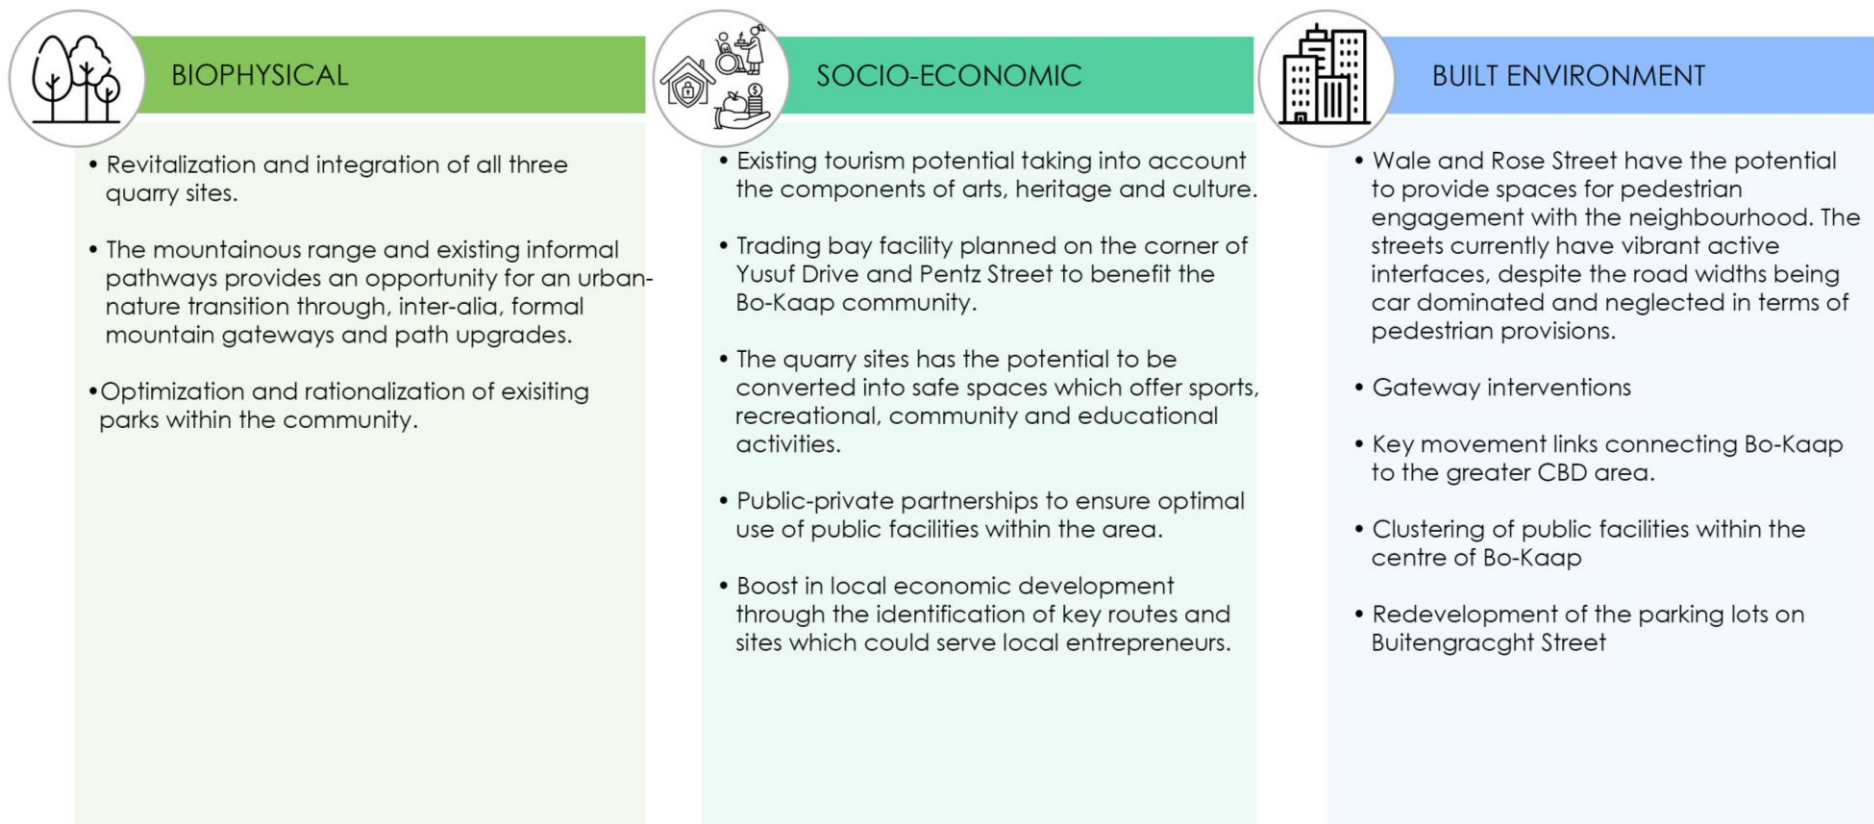 BIOPHYSICAL
• Revitalization and integration of all three
quarry sites.
• The mountainous range and existing informal
pathways provides an opportunity for an urban-
nature transition through, inter-alia, formal
mountain gateways and path upgrades.
•Optimization and rationalization of exisiting
parks within the community.
SOCIO-ECONOMIC
• Existing tourism potential taking into account
the components of arts, heritage and culture.
• Trading bay facility planned on the corner of
Yusuf Drive and Pentz Street to benefit the
Bo-Kaap community.
• The quarry sites has the potential to be
converted into safe spaces which offer sports,
recreational, community and educational
activities.
• Public-private partnerships to ensure optimal
use of public facilities within the area.
• Boost in local economic development
through the identification of key routes and
sites which could serve local entrepreneurs.
BUILT ENVIRONMENT
• Wale and Rose Street have the potential
to provide spaces for pedestrian
engagement with the neighbourhood. The
streets currently have vibrant active
interfaces, despite the road widths being
car dominated and neglected in terms of
pedestrian provisions.
• Gateway interventions
• Key movement links connecting Bo-Kaap
to the greater CBD area.
• Clustering of public facilities within the
centre of Bo-Kaap
• Redevelopment of the parking lots on
Buitengracght Street